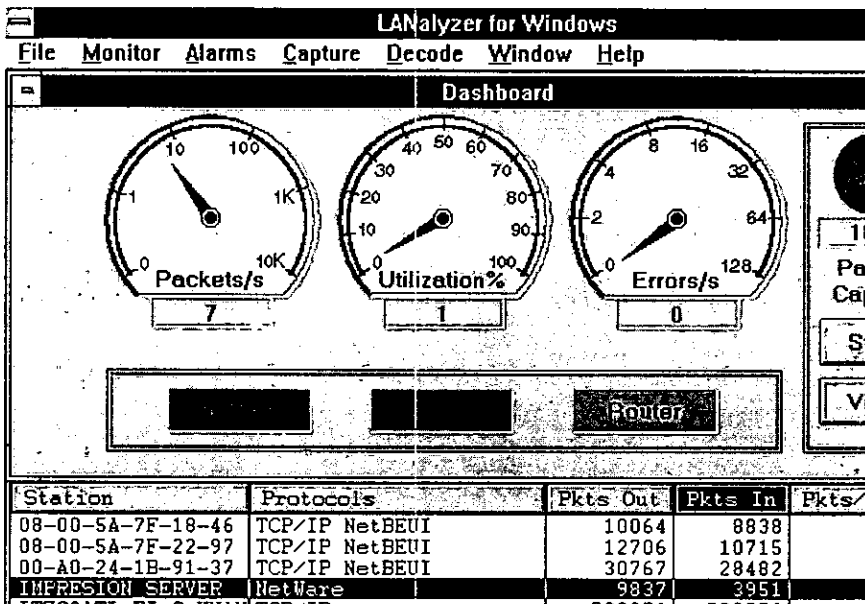 LANalyzer for Windows
File Monitor Alarms Capture Decode Window Help
Dashboard
0 1 10 100 1K 10K
Packets/s
7
0 10 20 30 40 50 60 70 80 90 100
Utilization%
1
0 2 4 8 16 32 64 128
Errors/s
0
Pa
Cap
S
V
Router
Station Protocols Pkts Out Pkts In Pkts/
08-00-5A-7F-18-46 TCP/IP NetBEUI 10064 8838
08-00-5A-7F-22-97 TCP/IP NetBEUI 12706 10715
00-A0-24-1B-91-37 TCP/IP NetBEUI 30767 28482
IMPRESION SERVER NetWare 9837 3951